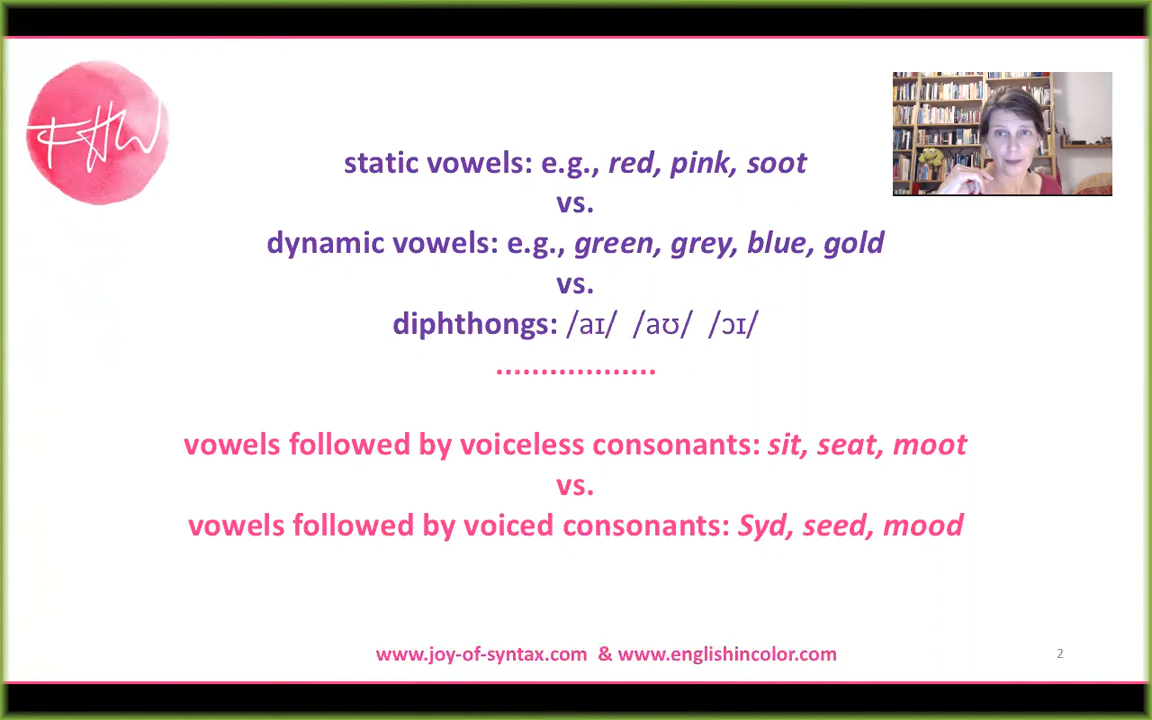 FHW
static vowels: e.g., red, pink, soot
vs.
dynamic vowels: e.g., green, grey, blue, gold
vs.
diphthongs: /aɪ/ /aʊ/ /ɔɪ/
..................
vowels followed by voiceless consonants: sit, seat, moot
vs.
vowels followed by voiced consonants: Syd, seed, mood
www.joy-of-syntax.com & www.englishincolor.com
2